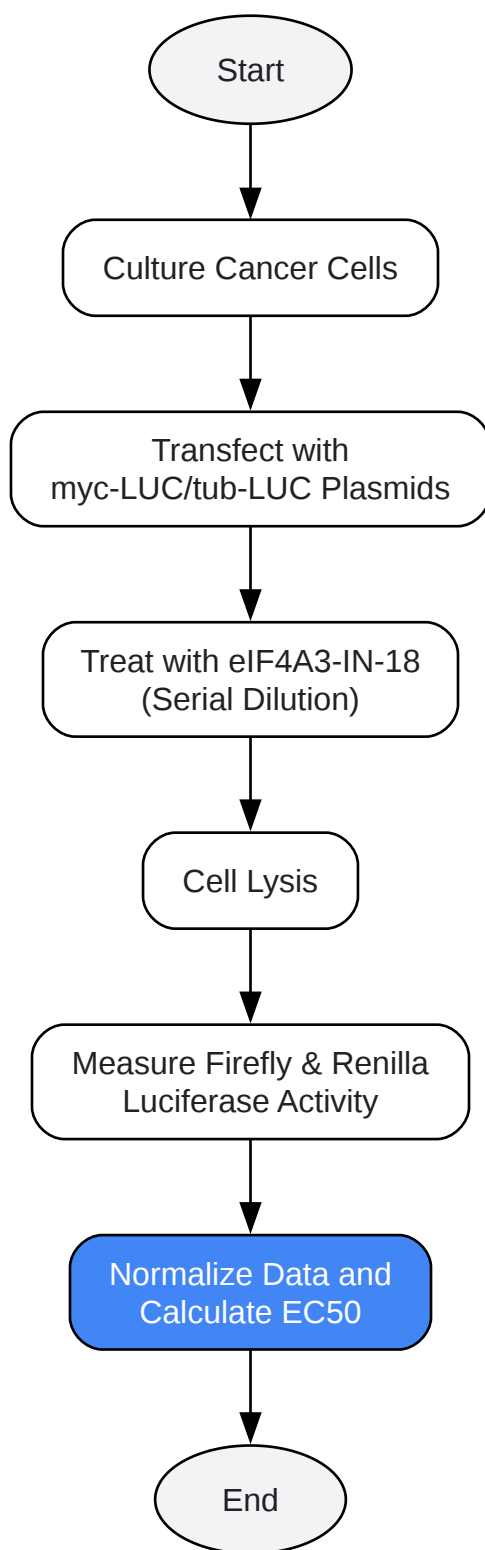 Start
Culture Cancer Cells
Transfect with
myc-LUC/tub-LUC Plasmids
Treat with eIF4A3-IN-18
(Serial Dilution)
Cell Lysis
Measure Firefly & Renilla
Luciferase Activity
Normalize Data and
Calculate EC50
End